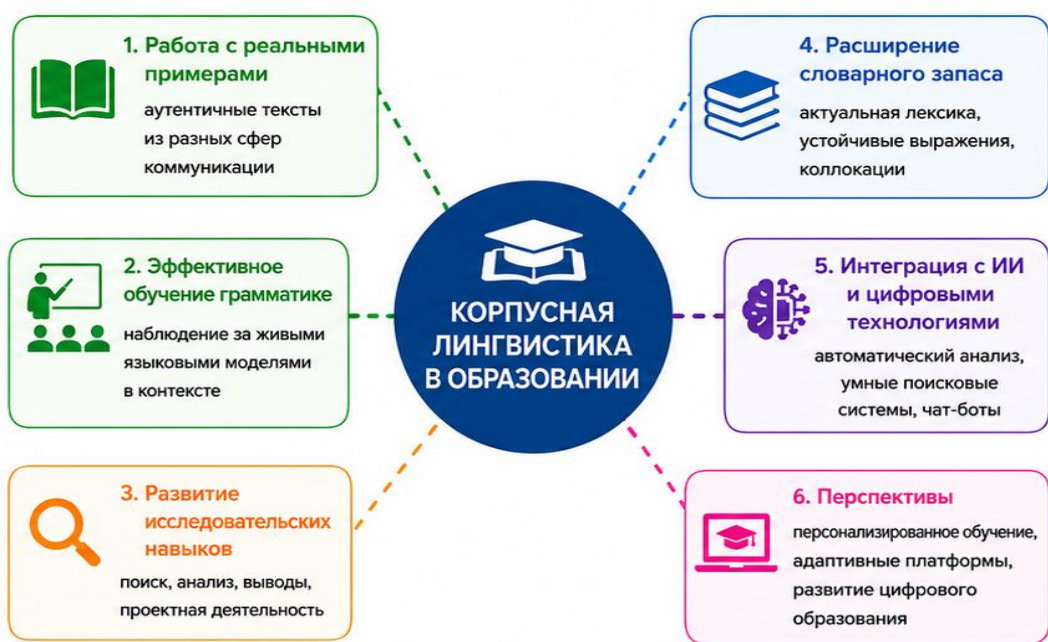 1. Работа с реальными
примерами
аутентичные тексты
из разных сфер
коммуникации
2. Эффективное
обучение грамматике
наблюдение за живыми
языковыми моделями
в контексте
3. Развитие
исследовательских
навыков
поиск, анализ, выводы,
проектная деятельность
КОРПУСНАЯ
ЛИНГВИСТИКА
В ОБРАЗОВАНИИ
4. Расширение
словарного запаса
актуальная лексика,
устойчивые выражения,
коллокации
5. Интеграция с ИИ
и цифровыми
технологиями
автоматический анализ,
умные поисковые
системы, чат-боты
6. Перспективы
персонализированное обучение,
адаптивные платформы,
развитие цифрового
образования